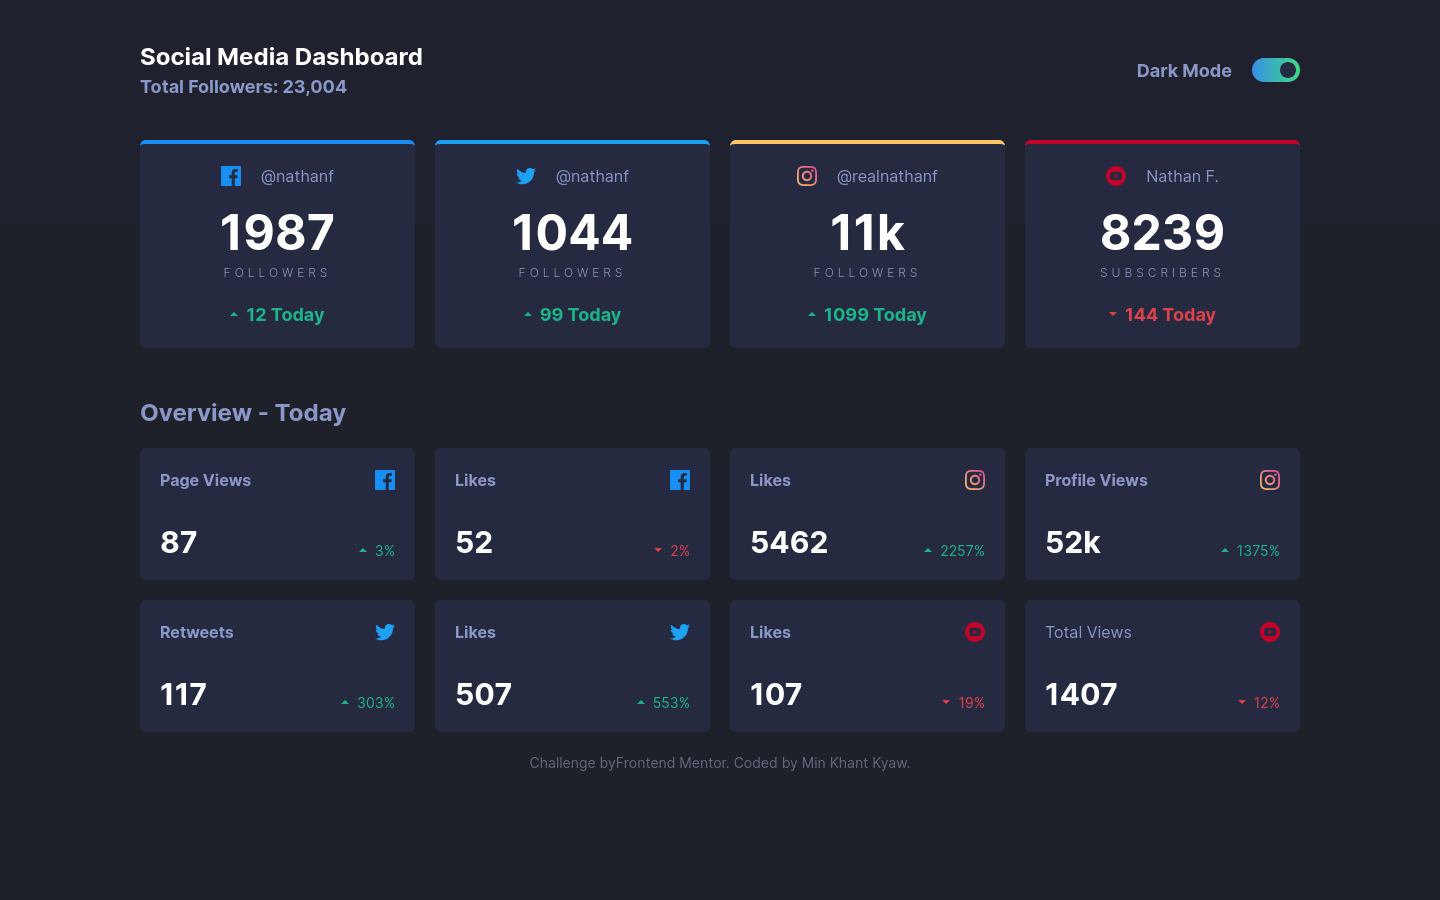 Social Media Dashboard
Total Followers: 23,004
Dark Mode
@nathanf
1987
FOLLOWERS
12 Today
@nathanf
1044
FOLLOWERS
99 Today
@realnathanf
11k
FOLLOWERS
1099 Today
Nathan F.
8239
SUBSCRIBERS
144 Today
Overview - Today
Page Views
87
3%
Likes
52
2%
Likes
5462
2257%
Profile Views
52k
1375%
Retweets
117
303%
Likes
507
553%
Likes
107
19%
Total Views
1407
12%
Challenge byFrontend Mentor. Coded by Min Khant Kyaw.